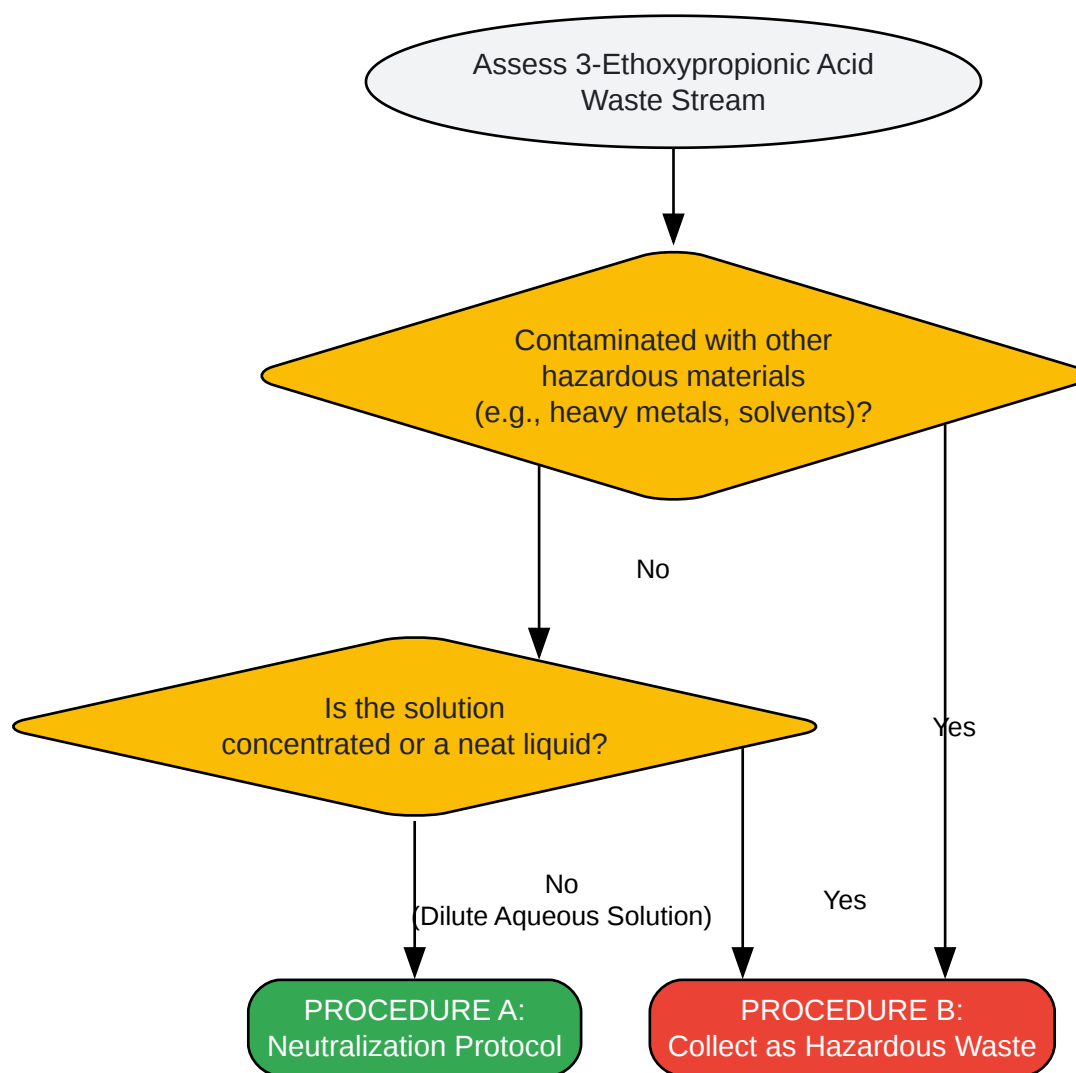 Assess 3-Ethoxypropionic Acid
Waste Stream
Contaminated with other
hazardous materials
(e.g., heavy metals, solvents)?
No
Is the solution
concentrated or a neat liquid?
Yes
No
(Dilute Aqueous Solution)
Yes
PROCEDURE A:
Neutralization Protocol
PROCEDURE B:
Collect as Hazardous Waste